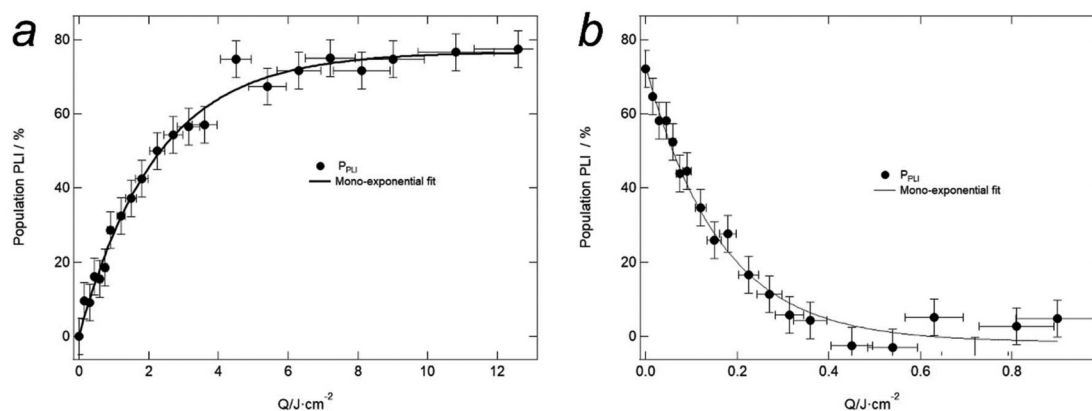 a
80
60
40
20
0
Population PLI / %
P_PLI
Mono-exponential fit
0 2 4 6 8 10 12
Q/J·cm⁻²
b
80
60
40
20
0
Population PLI / %
P_PLI
Mono-exponential fit
0.0 0.2 0.4 0.6 0.8
Q/J·cm⁻²